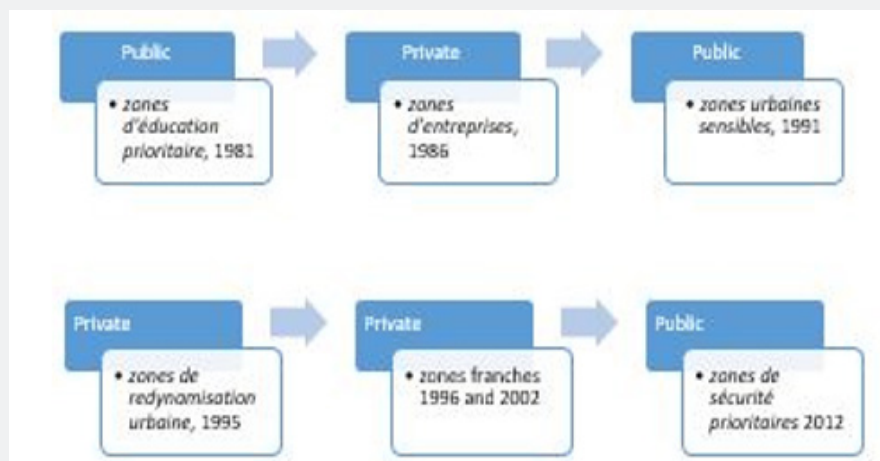 Public
• zones
d'éducation
prioritaire, 1981
Private
• zones
d'entreprises,
1986
Public
• zones urbaines
sensibles, 1991
Private
• zones de
redynamisation
urbaine, 1995
Private
• zones franches
1996 and 2002
Public
• zones de
sécurité
prioritaires 2012